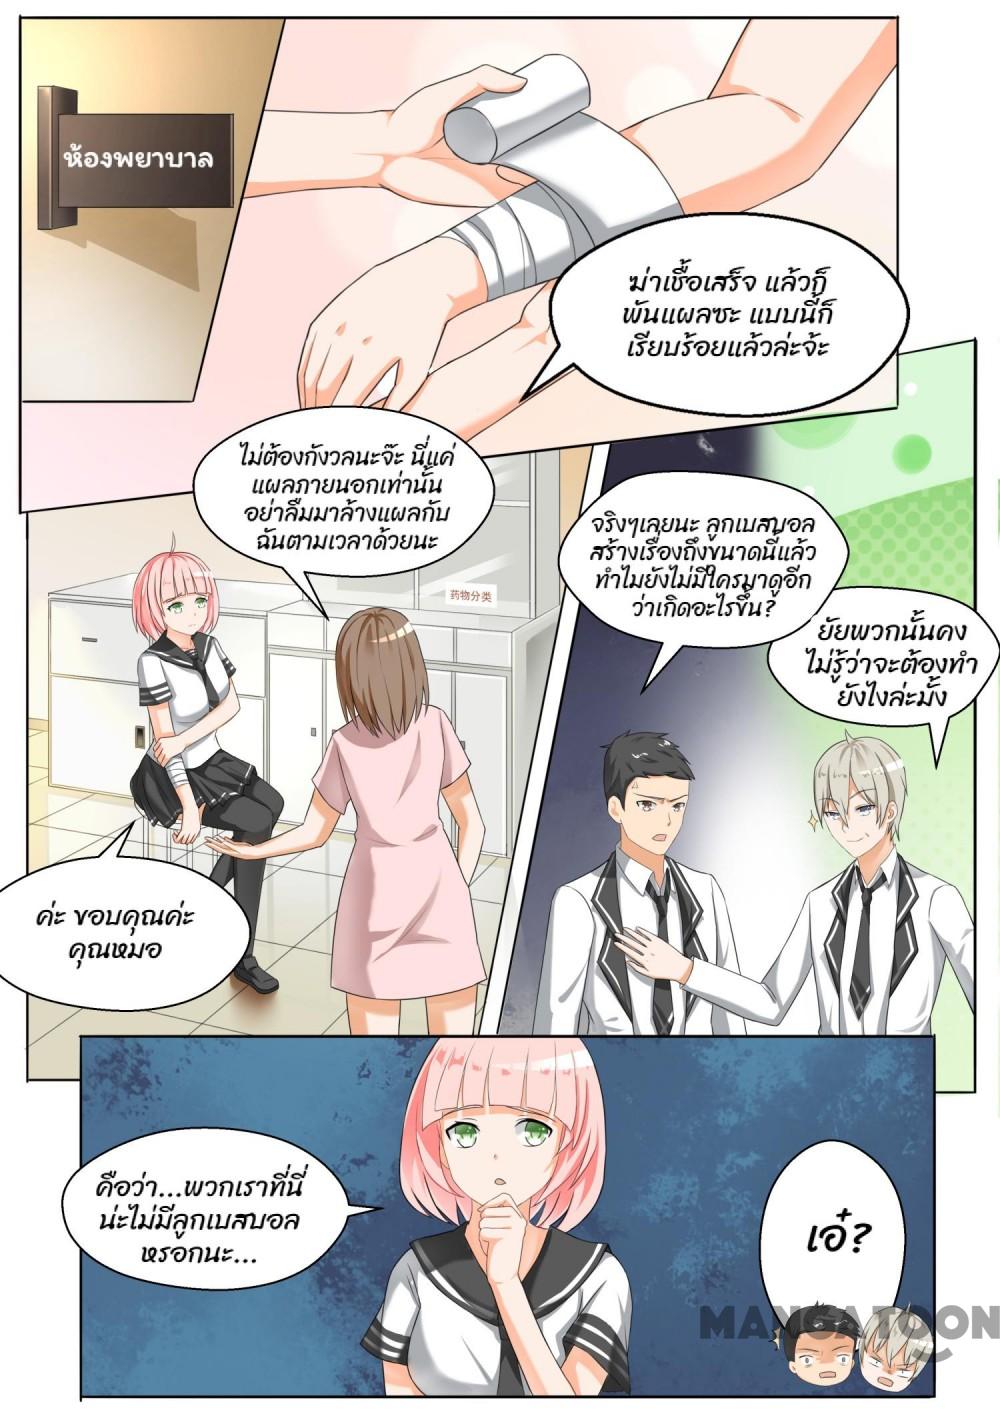 ห้องพยาบาล
ฆ่าเชื้อเสร็จ แล้วก็
พันแผลซะ แบบนี้ก็
เรียบร้อยแล้วล่ะจ้ะ
ไม่ต้องกังวลนะจ๊ะ นี่แค่
แผลภายนอกเท่านั้น
อย่าลืมมาล้างแผลกับ
ฉันตามเวลาด้วยนะ
药物分类
จริงๆเลยนะ ลูกเบสบอล
สร้างเรื่องถึงขนาดนี้แล้ว
ทำไมยังไม่มีใครมาดูอีก
ว่าเกิดอะไรขึ้น?
ยัยพวกนั้นคง
ไม่รู้ว่าจะต้องทำ
ยังไงล่ะมั้ง
ค่ะ ขอบคุณค่ะ
คุณหมอ
คือว่า...พวกเราที่นี่
น่ะไม่มีลูกเบสบอล
หรอกนะ...
เอ๋?
MANGATOON